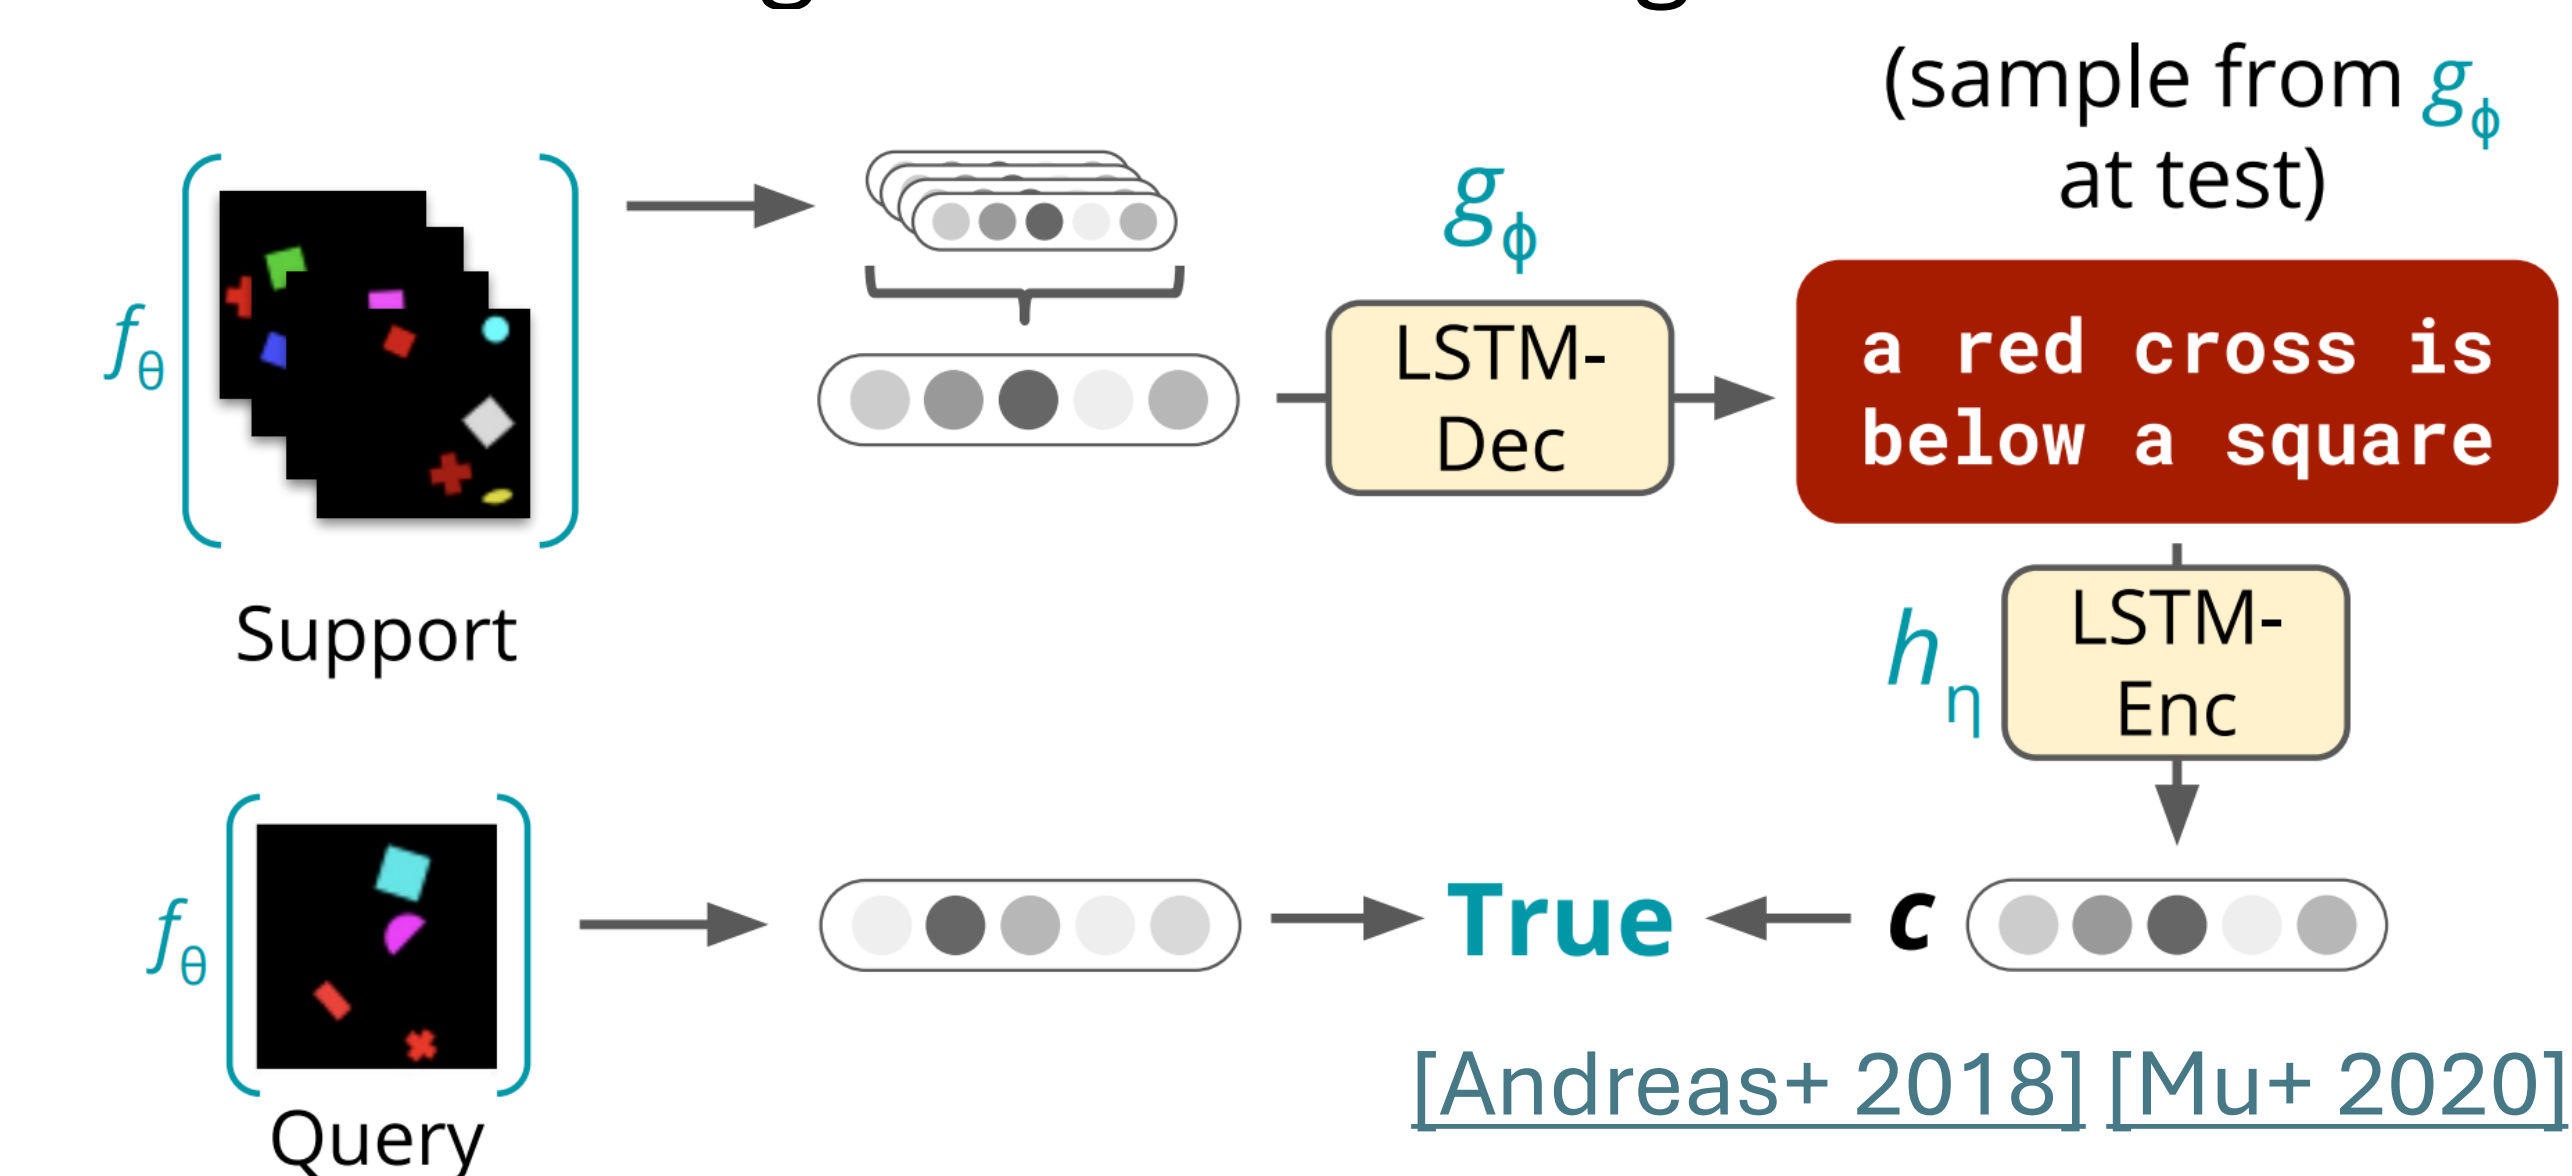 (sample from gϕ
at test)
gϕ
fθ
LSTM-
Dec
a red cross is
below a square
Support
hη
LSTM-
Enc
fθ
True
c
[Andreas+ 2018] [Mu+ 2020]
Query